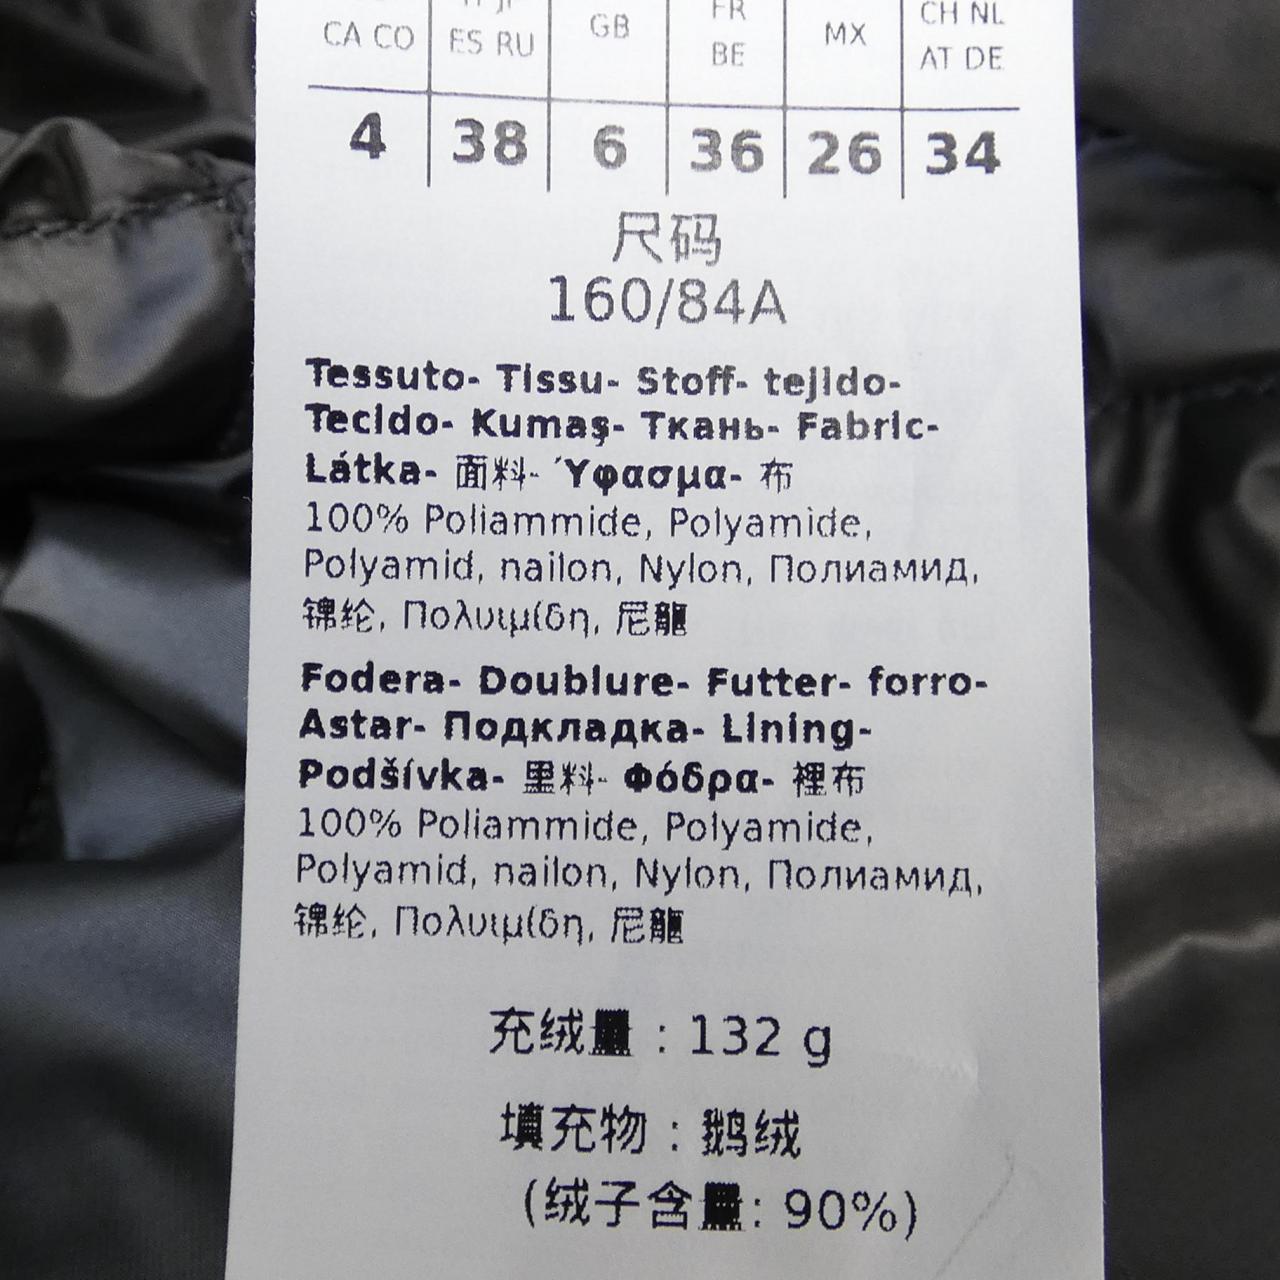 CA CO ES RU GB FR BE MX CH NL AT DE
4 38 6 36 26 34
尺码
160/84A
Tessuto- Tissu- Stoff- tejido-
Tecido- Kumaş- Ткань- Fabric-
Látka- 面料- Ύφασμα- 布
100% Poliammide, Polyamide,
Polyamid, nailon, Nylon, Полиамид,
锦纶, Πολυιμίδη, 尼龍
Fodera- Doublure- Futter- forro-
Astar- Подкладка- Lining-
Podšívka- 里料- Φόδρα- 裡布
100% Poliammide, Polyamide,
Polyamid, nailon, Nylon, Полиамид,
锦纶, Πολυιμίδη, 尼龍
充绒量 : 132 g
填充物 : 鹅绒
(绒子含量: 90%)